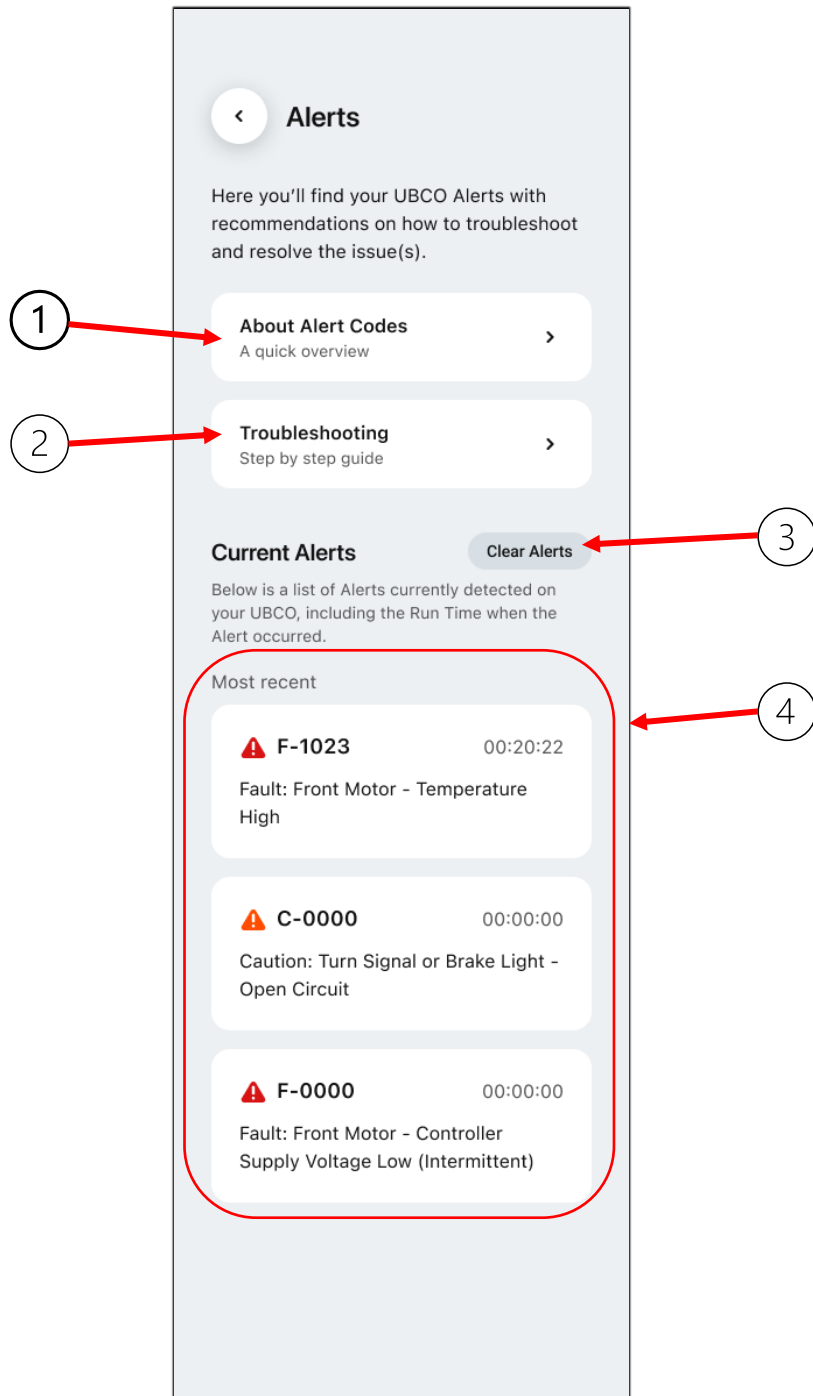 Alerts
Here you’ll find your UBCO Alerts with
recommendations on how to troubleshoot
and resolve the issue(s).
1
About Alert Codes
A quick overview
2
Troubleshooting
Step by step guide
3
Current Alerts
Clear Alerts
Below is a list of Alerts currently detected on
your UBCO, including the Run Time when the
Alert occurred.
4
Most recent
F-1023
00:20:22
Fault: Front Motor - Temperature
High
C-0000
00:00:00
Caution: Turn Signal or Brake Light -
Open Circuit
F-0000
00:00:00
Fault: Front Motor - Controller
Supply Voltage Low (Intermittent)